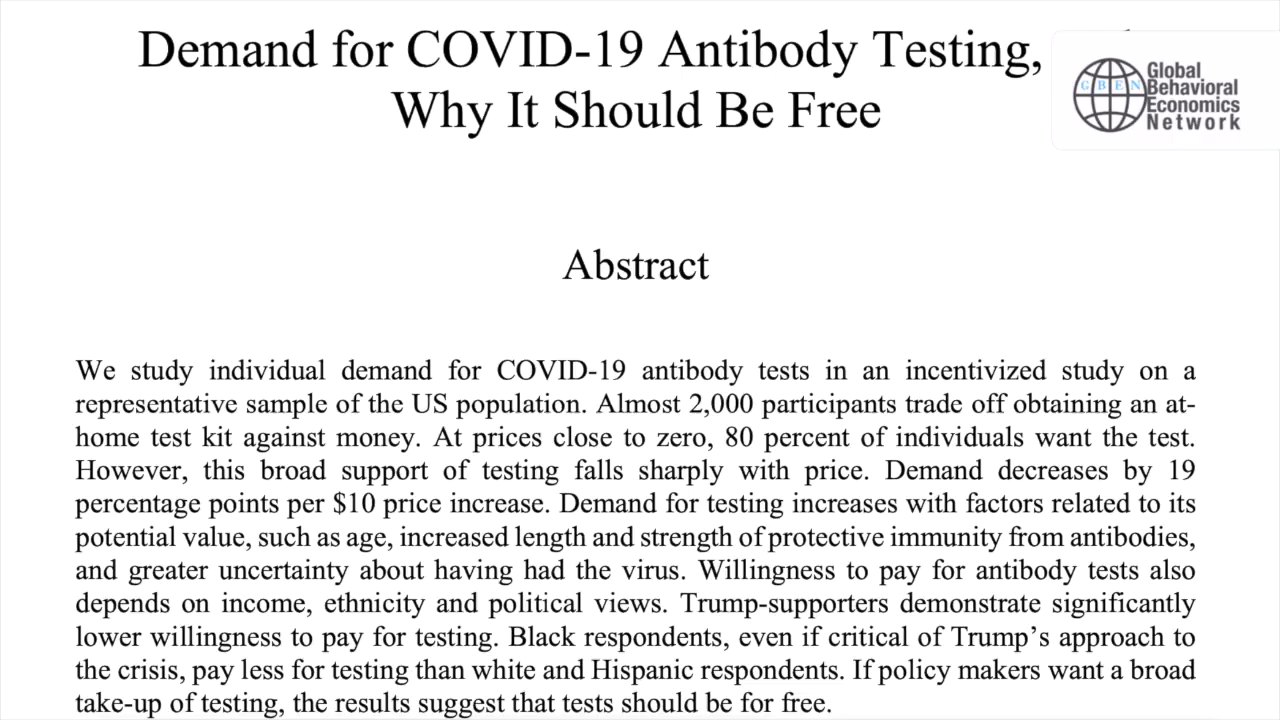 Demand for COVID-19 Antibody Testing,
Why It Should Be Free
GBEN
Global
Behavioral
Economics
Network
Abstract
We study individual demand for COVID-19 antibody tests in an incentivized study on a
representative sample of the US population. Almost 2,000 participants trade off obtaining an at-
home test kit against money. At prices close to zero, 80 percent of individuals want the test.
However, this broad support of testing falls sharply with price. Demand decreases by 19
percentage points per $10 price increase. Demand for testing increases with factors related to its
potential value, such as age, increased length and strength of protective immunity from antibodies,
and greater uncertainty about having had the virus. Willingness to pay for antibody tests also
depends on income, ethnicity and political views. Trump-supporters demonstrate significantly
lower willingness to pay for testing. Black respondents, even if critical of Trump’s approach to
the crisis, pay less for testing than white and Hispanic respondents. If policy makers want a broad
take-up of testing, the results suggest that tests should be for free.